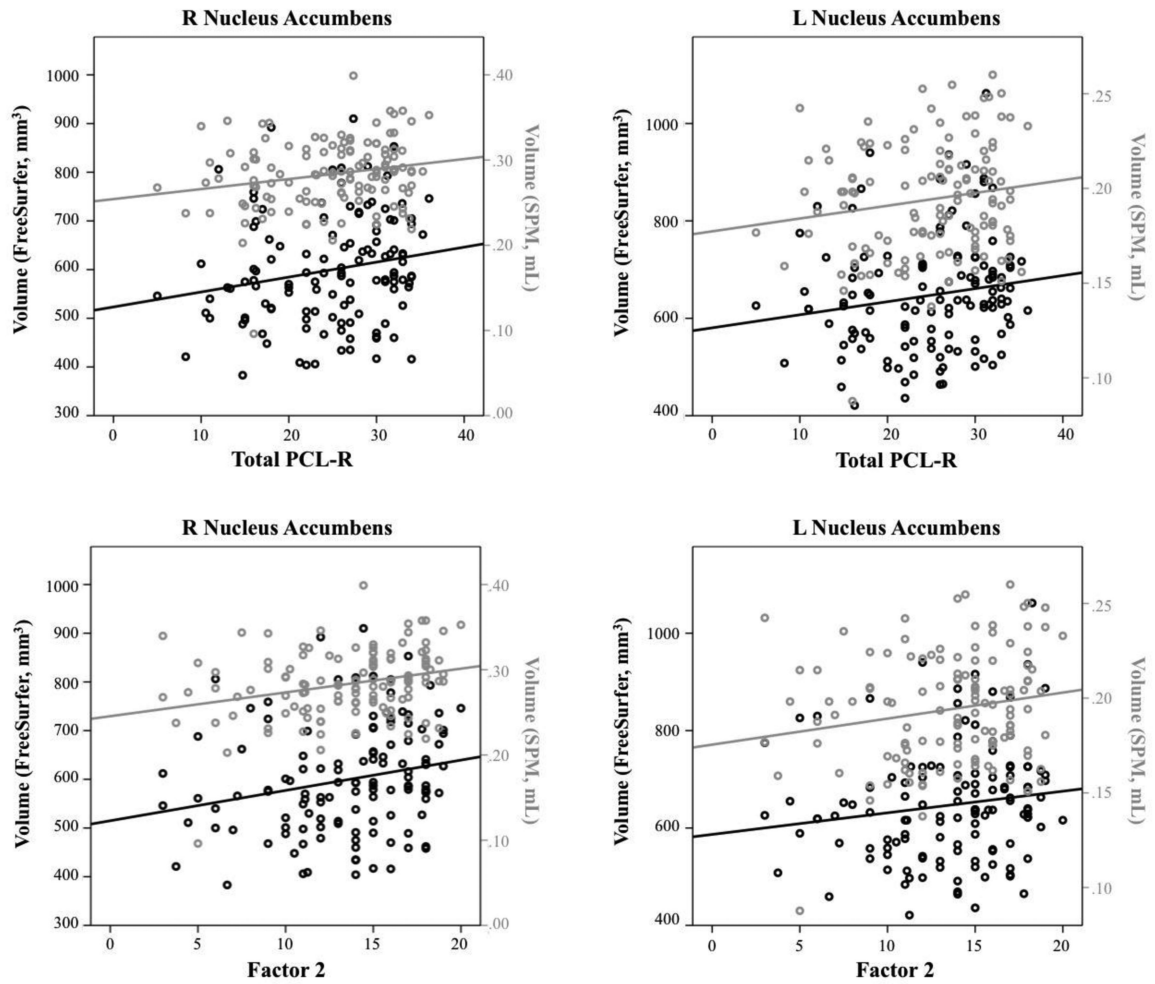 R Nucleus Accumbens
Volume (FreeSurfer, mm³)
1000
900
800
700
600
500
400
300
.40
.30
.20
.10
.00
Volume (SPM, mL)
0 10 20 30 40
Total PCL-R
L Nucleus Accumbens
Volume (FreeSurfer, mm³)
1000
800
600
400
.25
.20
.15
.10
Volume (SPM, mL)
0 10 20 30 40
Total PCL-R
R Nucleus Accumbens
Volume (FreeSurfer, mm³)
1000
900
800
700
600
500
400
300
.40
.30
.20
.10
.00
Volume (SPM, mL)
0 5 10 15 20
Factor 2
L Nucleus Accumbens
Volume (FreeSurfer, mm³)
1000
800
600
400
.25
.20
.15
.10
Volume (SPM, mL)
0 5 10 15 20
Factor 2